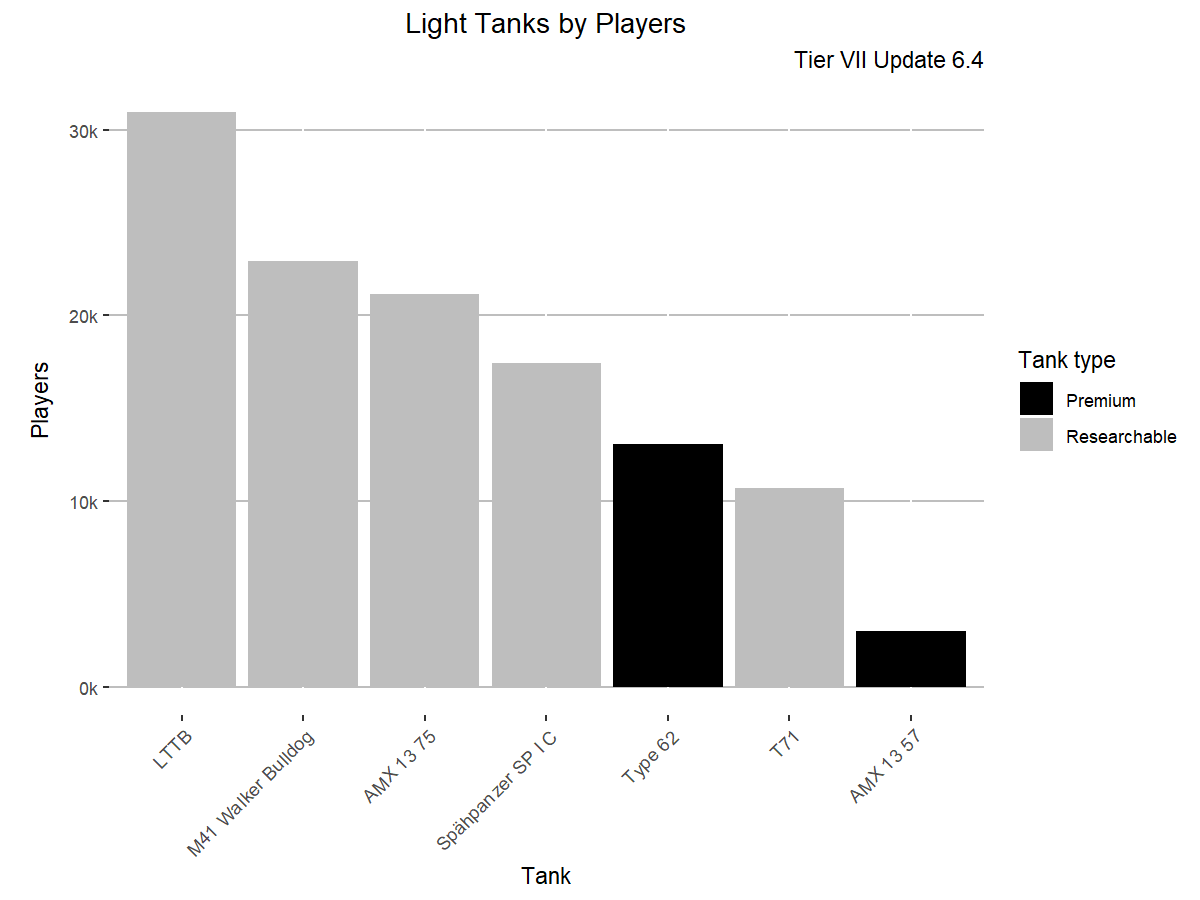 Light Tanks by Players
Tier VII Update 6.4
30k
20k
10k
0k
Players
LTTB
M41 Walker Bulldog
AMX 13 75
Spähpanzer SP I C
Type 62
T71
AMX 13 57
Tank
Tank type
Premium
Researchable